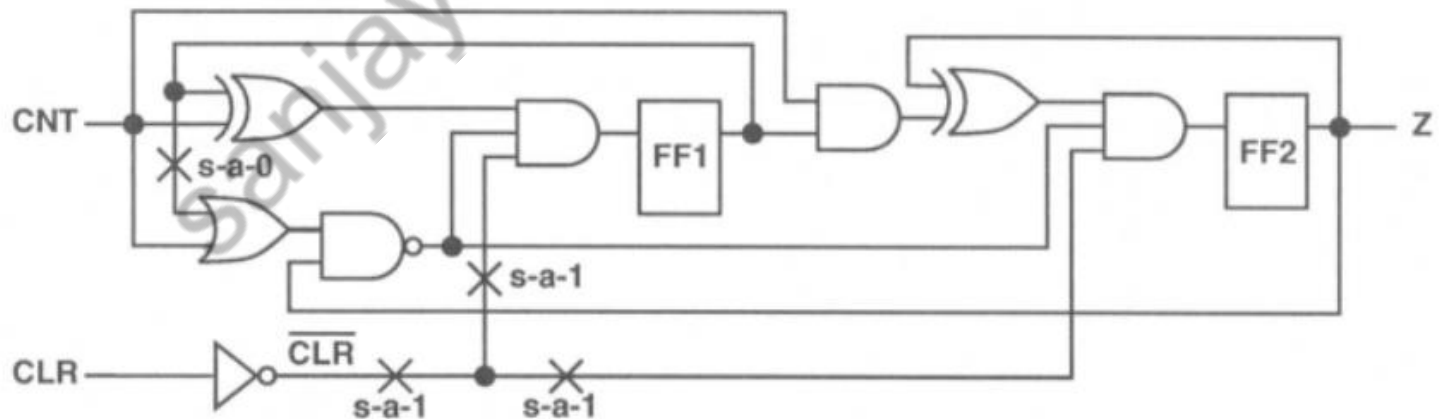 CNT
s-a-0
FF1
FF2
Z
s-a-1
CLR
CLR
s-a-1
s-a-1
sanjay